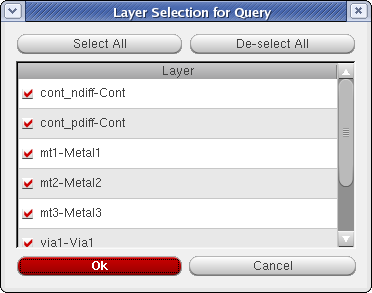 Layer Selection for Query
Select All De-select All
Layer
cont_ndiff-Cont
cont_pdiff-Cont
mt1-Metal1
mt2-Metal2
mt3-Metal3
via1-Via1
Ok Cancel